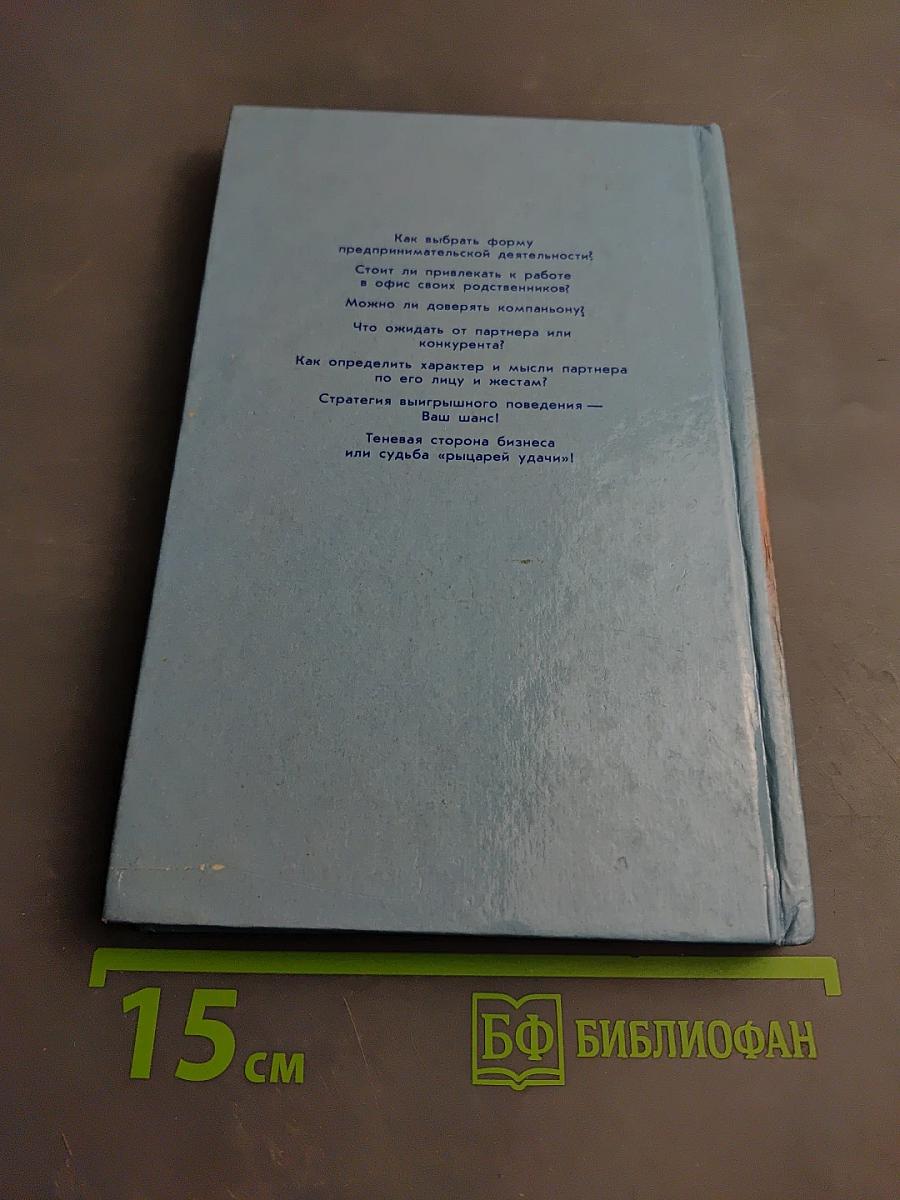 Как выбрать форму
предпринимательской деятельности?
Стоит ли привлекать к работе
в офис своих родственников?
Можно ли доверять компаньону?
Что ожидать от партнера или
конкурента?
Как определить характер и мысли партнера
по его лицу и жестам?
Стратегия выигрышного поведения —
Ваш шанс!
Теневая сторона бизнеса
или судьба «рыцарей удачи»!
15 см
БФ БИБЛИОФАН